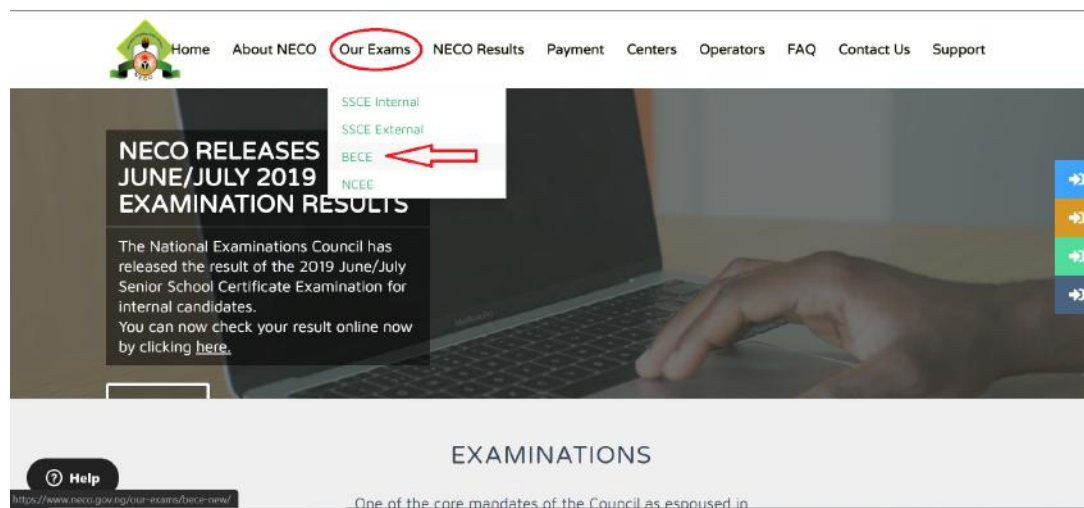 Home About NECO Our Exams NECO Results Payment Centers Operators FAQ Contact Us Support
NECO
SSCE Internal
SSCE External
BECE
NCEE
NECO RELEASES
JUNE/JULY 2019
EXAMINATION RESULTS
The National Examinations Council has
released the result of the 2019 June/July
Senior School Certificate Examination for
internal candidates.
You can now check your result online now
by clicking here.
EXAMINATIONS
Help
https://www.neco.gov.ng/our-exams/bece-new/
One of the core mandates of the Council as espoused in